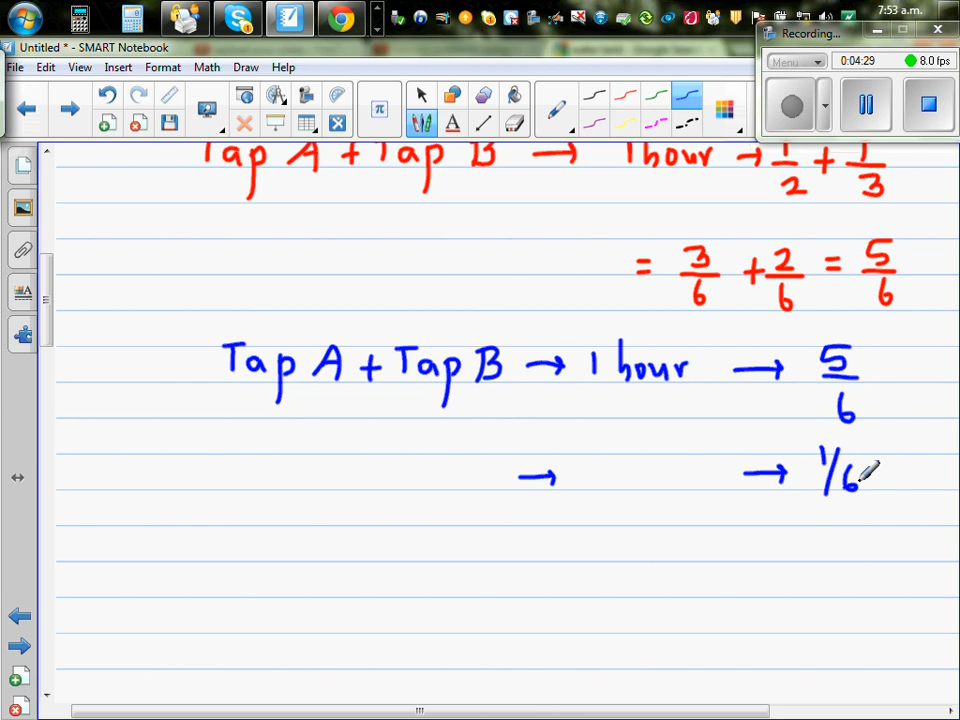 7:53 a.m.
Untitled * - SMART Notebook
Recording...
File Edit View Insert Format Math Draw Help
Menu 0:04:29 8.0 fps
Tap A + Tap B → 1 hour → 1/2 + 1/3
= 3/6 + 2/6 = 5/6
Tap A + Tap B → 1 hour → 5/6
→ → 1/6